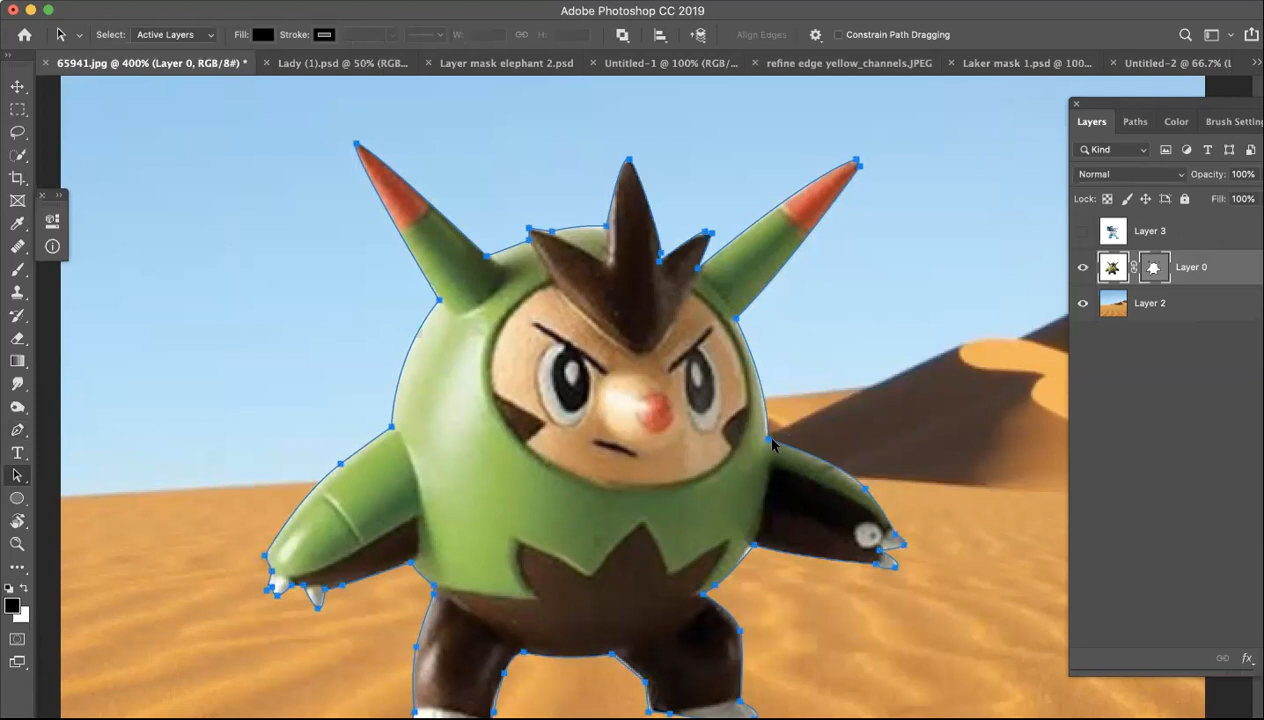 Adobe Photoshop CC 2019
Select: Active Layers Fill: Stroke: W: H: Align Edges Constrain Path Dragging
65941.jpg @ 400% (Layer 0, RGB/8#) * Lady (1).psd @ 50% (RGB... Layer mask elephant 2.psd Untitled-1 @ 100% (RGB/... refine edge yellow_channels.JPEG Laker mask 1.psd @ 100... Untitled-2 @ 66.7% (l
Layers Paths Color Brush Setting
Kind
Normal Opacity: 100%
Lock: Fill: 100%
Layer 3
Layer 0
Layer 2
fx